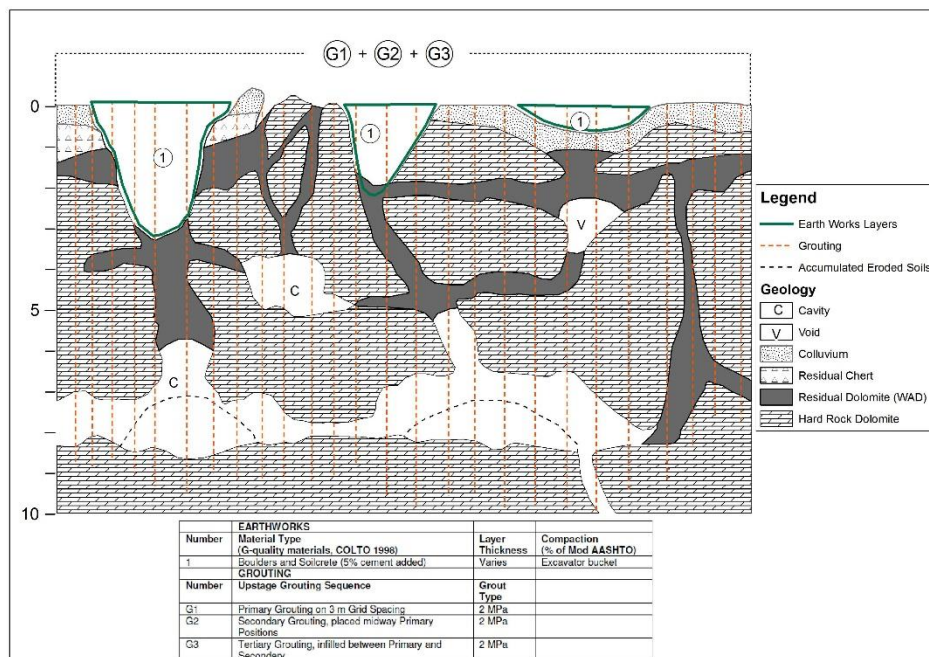 G1 + G2 + G3
0
5
10
1
1
1
C
C
V
Legend
Earth Works Layers
Grouting
Accumulated Eroded Soils
Geology
C Cavity
V Void
Colluvium
Residual Chert
Residual Dolomite (WAD)
Hard Rock Dolomite
EARTHWORKS
Number Material Type Layer Compaction
(G-quality materials, COLTO 1998) Thickness (% of Mod AASHTO)
1 Boulders and Soilcrete (5% cement added) Varies Excavator bucket
GROUTING
Number Upstage Grouting Sequence Grout
Type
G1 Primary Grouting on 3 m Grid Spacing 2 MPa
G2 Secondary Grouting, placed midway Primary 2 MPa
Positions
G3 Tertiary Grouting, infilled between Primary and 2 MPa
Secondary